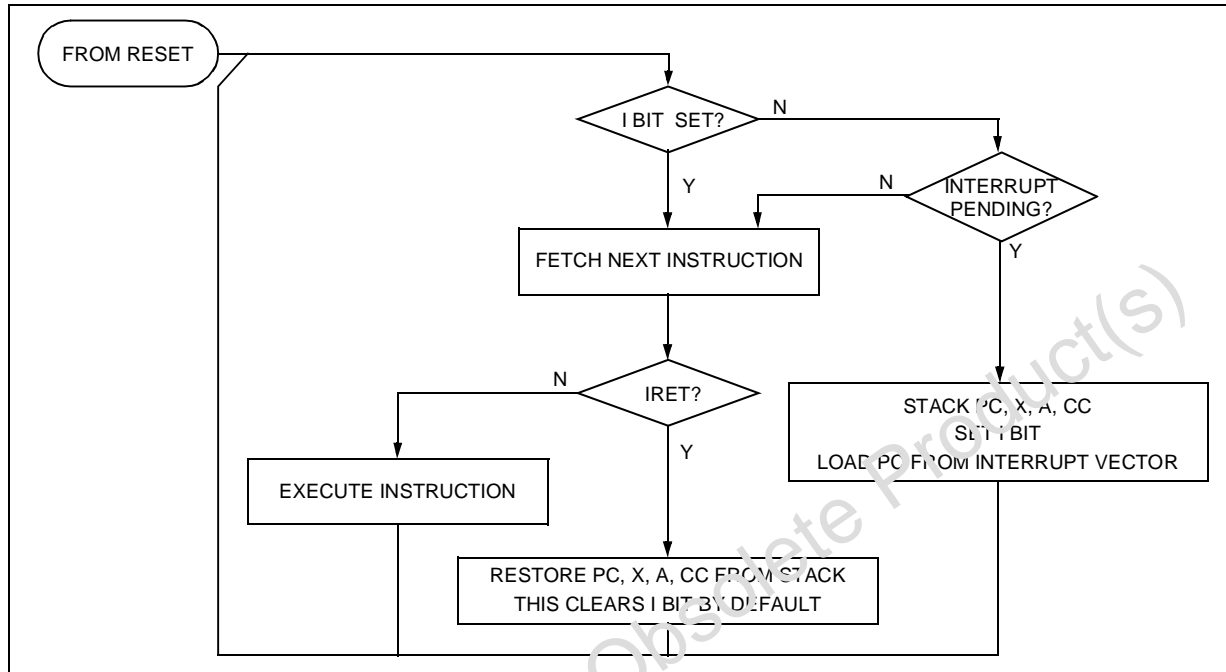 FROM RESET
I BIT SET?
N
Y
N
INTERRUPT
PENDING?
Y
FETCH NEXT INSTRUCTION
N
IRET?
Y
STACK PC, X, A, CC
SET I BIT
LOAD PC FROM INTERRUPT VECTOR
EXECUTE INSTRUCTION
RESTORE PC, X, A, CC FROM STACK
THIS CLEARS I BIT BY DEFAULT
Obsolete Product(s)